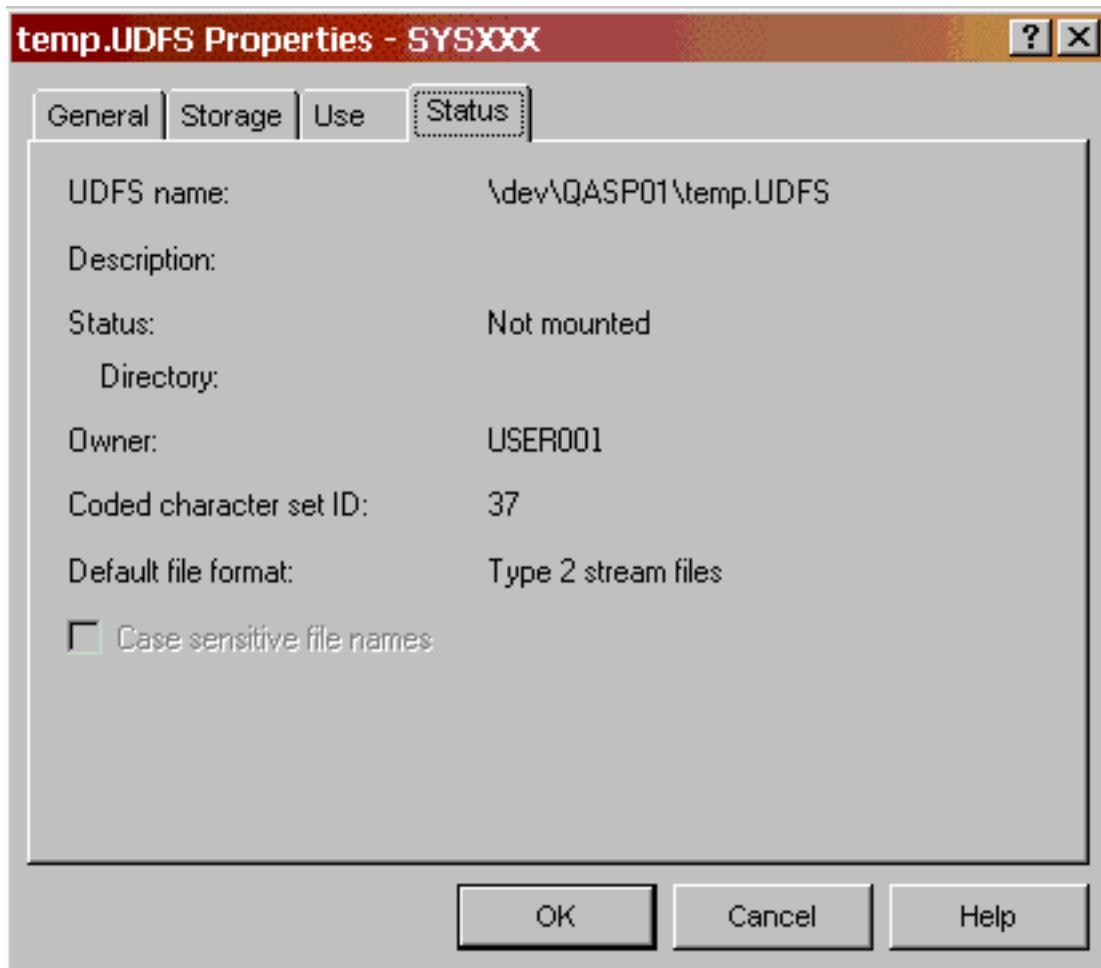 temp.UDFS Properties - SYSXXX ? X
General Storage Use Status
UDFS name: \dev\QASP01\temp.UDFS
Description:
Status: Not mounted
Directory:
Owner: USER001
Coded character set ID: 37
Default file format: Type 2 stream files
Case sensitive file names
OK Cancel Help